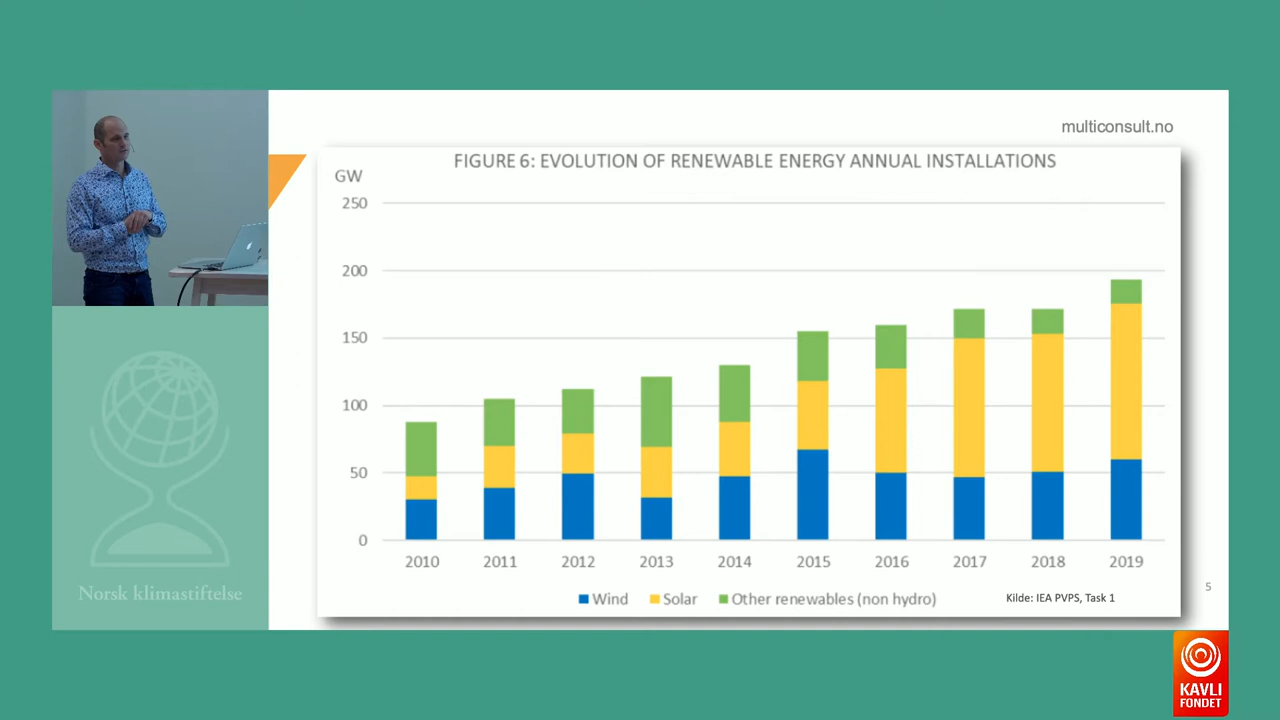 multiconsult.no
FIGURE 6: EVOLUTION OF RENEWABLE ENERGY ANNUAL INSTALLATIONS
GW
250
200
150
100
50
0
2010 2011 2012 2013 2014 2015 2016 2017 2018 2019
Wind Solar Other renewables (non hydro)
Kilde: IEA PVPS, Task 1
5
Norsk klimastiftelse
KAVLI
FONDET